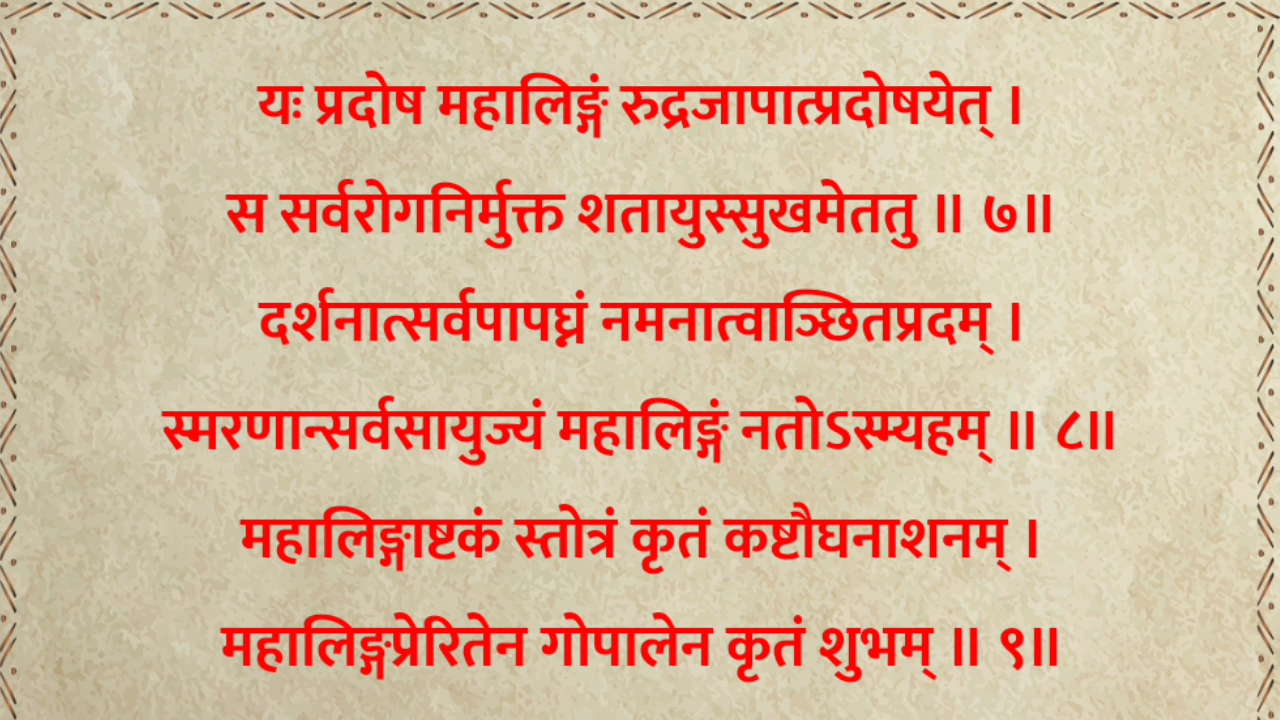 यः प्रदोष महालिङ्गं रुद्रजापात्प्रदोषयेत् ।
स सर्वरोगनिर्मुक्त शतायुस्सुखमेततु ॥ ७॥
दर्शनात्सर्वपापघ्नं नमनात्वाञ्छितप्रदम् ।
स्मरणान्सर्वसायुज्यं महालिङ्गं नतोऽस्म्यहम् ॥ ८॥
महालिङ्गाष्टकं स्तोत्रं कृतं कष्टौघनाशनम् ।
महालिङ्गप्रेरितेन गोपालेन कृतं शुभम् ॥ ९॥